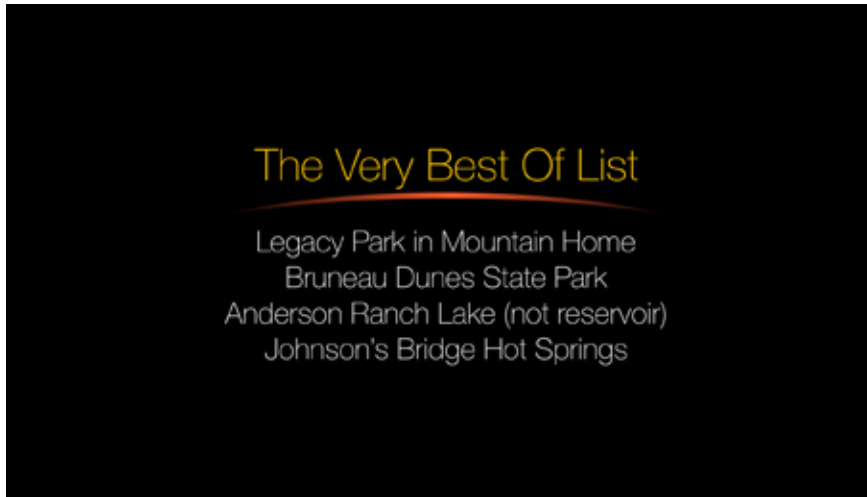 The Very Best Of List
Legacy Park in Mountain Home
Bruneau Dunes State Park
Anderson Ranch Lake (not reservoir)
Johnson's Bridge Hot Springs